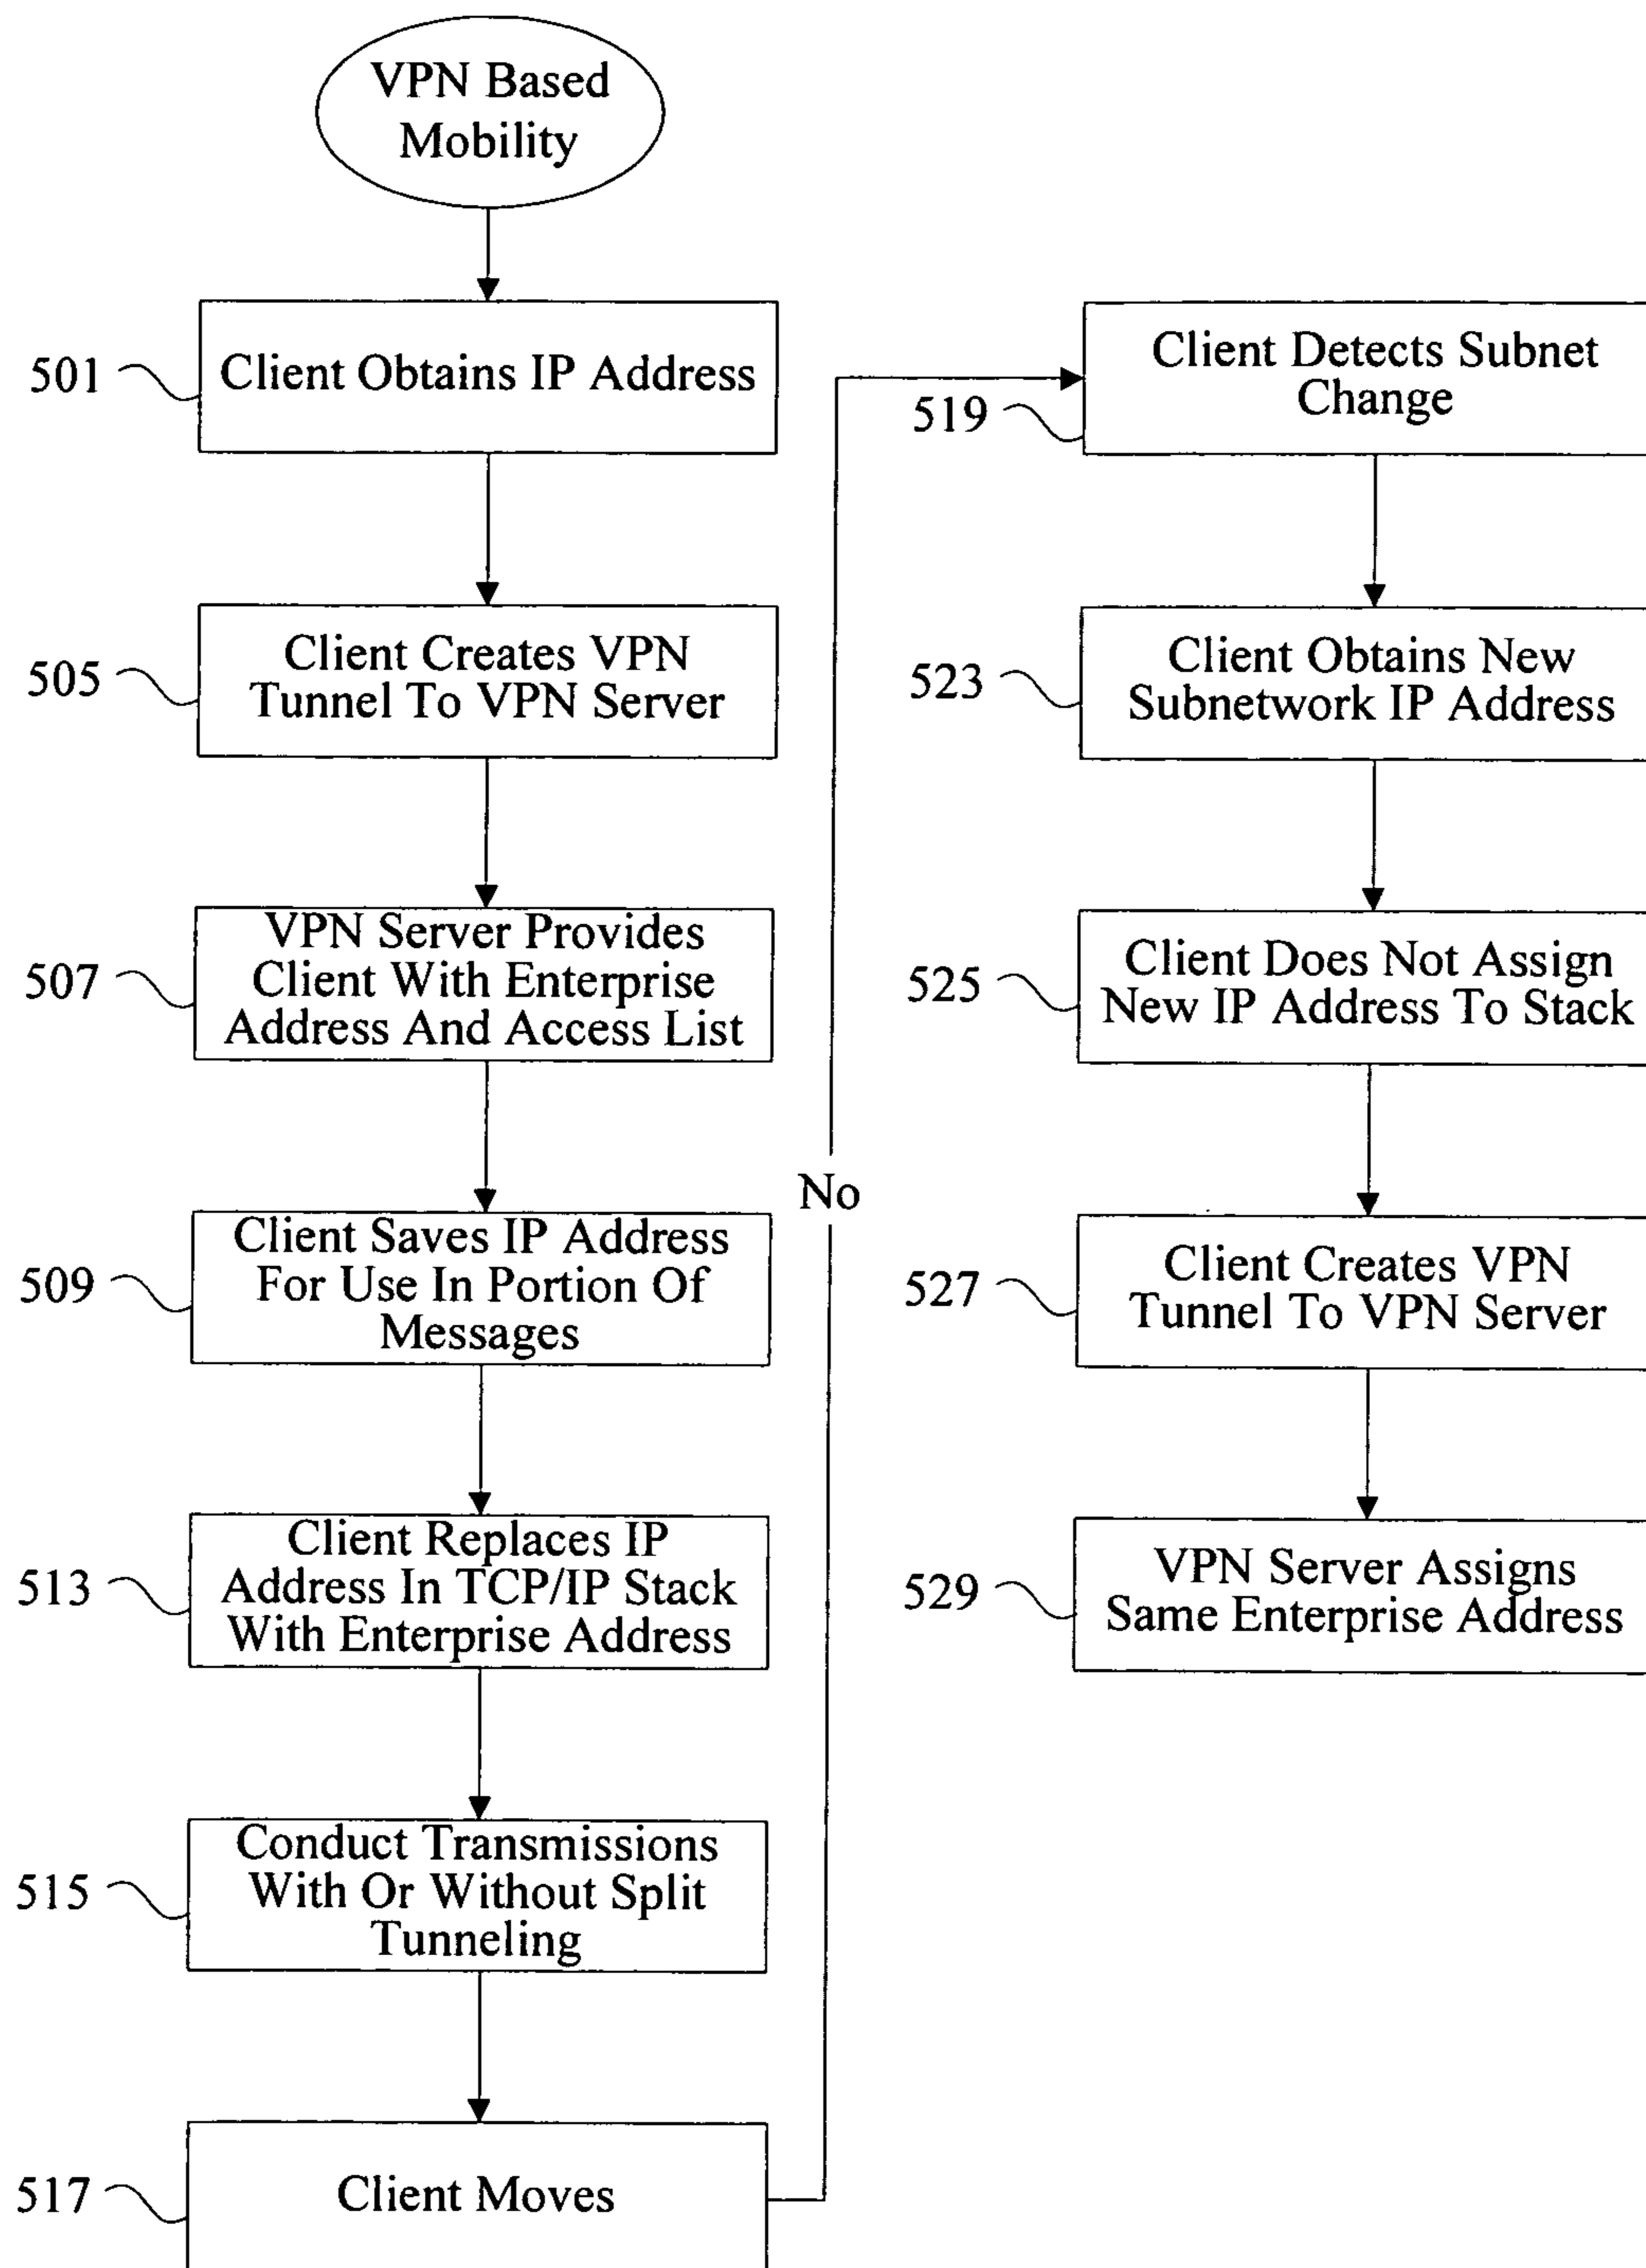 VPN Based
Mobility
501
Client Obtains IP Address
505
Client Creates VPN
Tunnel To VPN Server
507
VPN Server Provides
Client With Enterprise
Address And Access List
509
Client Saves IP Address
For Use In Portion Of
Messages
513
Client Replaces IP
Address In TCP/IP Stack
With Enterprise Address
515
Conduct Transmissions
With Or Without Split
Tunneling
517
Client Moves
No
519
Client Detects Subnet
Change
523
Client Obtains New
Subnetwork IP Address
525
Client Does Not Assign
New IP Address To Stack
527
Client Creates VPN
Tunnel To VPN Server
529
VPN Server Assigns
Same Enterprise Address